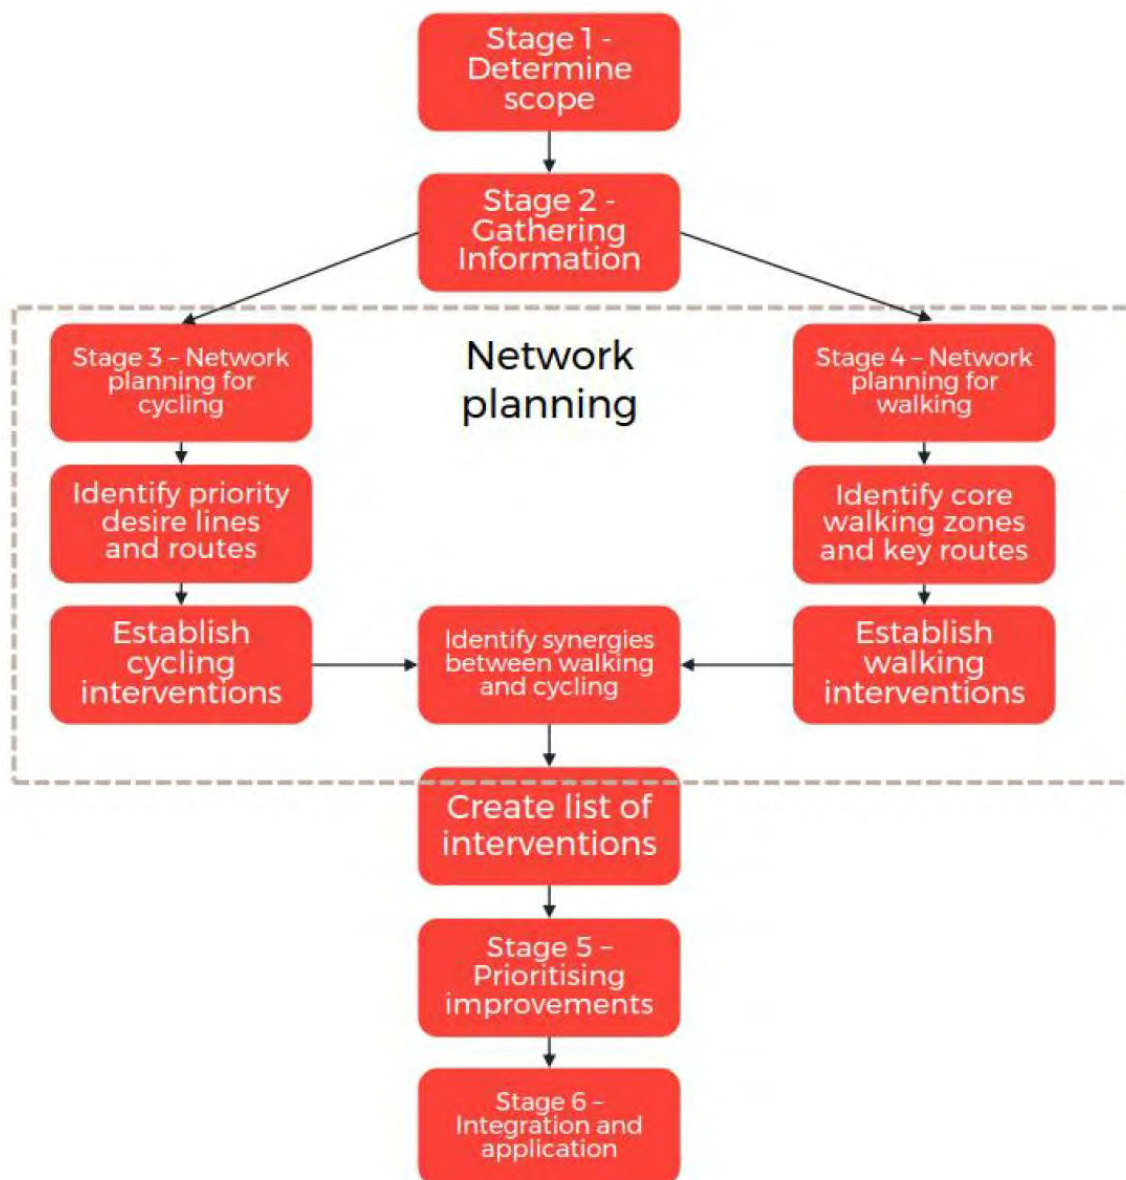 Stage 1 -
Determine
scope
Stage 2 -
Gathering
Information
Network
planning
Stage 3 – Network
planning for
cycling
Identify priority
desire lines
and routes
Establish
cycling
interventions
Stage 4 – Network
planning for
walking
Identify core
walking zones
and key routes
Establish
walking
interventions
Identify synergies
between walking
and cycling
Create list of
interventions
Stage 5 –
Prioritising
improvements
Stage 6 –
Integration and
application